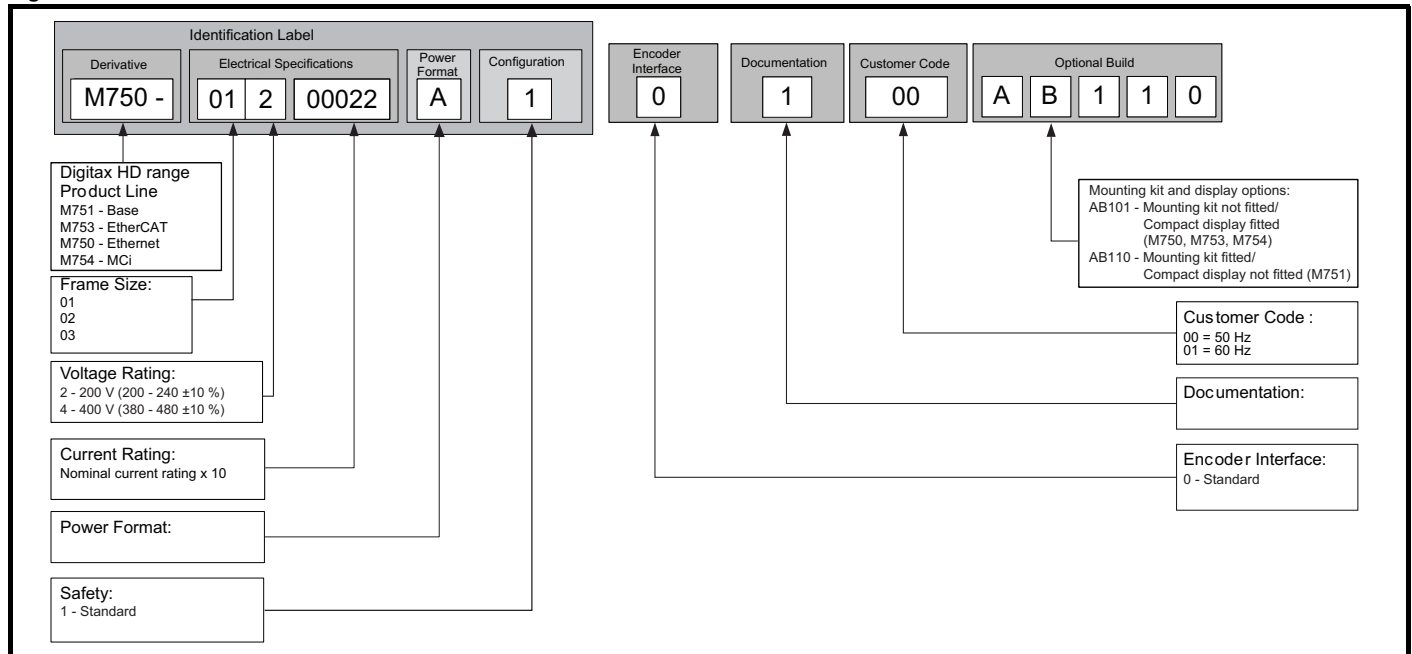 Identification Label
Derivative
Electrical Specifications
Power
Format
Configuration
Encoder
Interface
Documentation
Customer Code
Optional Build
M750 -
01
2
00022
A
1
0
1
00
A B 1 1 0
Digitax HD range
Product Line
M751 - Base
M753 - EtherCAT
M750 - Ethernet
M754 - MCi
Frame Size:
01
02
03
Voltage Rating:
2 - 200 V (200 - 240 ±10 %)
4 - 400 V (380 - 480 ±10 %)
Current Rating:
Nominal current rating x 10
Power Format:
Safety:
1 - Standard
Mounting kit and display options:
AB101 - Mounting kit not fitted/
Compact display fitted
(M750, M753, M754)
AB110 - Mounting kit fitted/
Compact display not fitted (M751)
Customer Code :
00 = 50 Hz
01 = 60 Hz
Documentation:
Encoder Interface:
0 - Standard